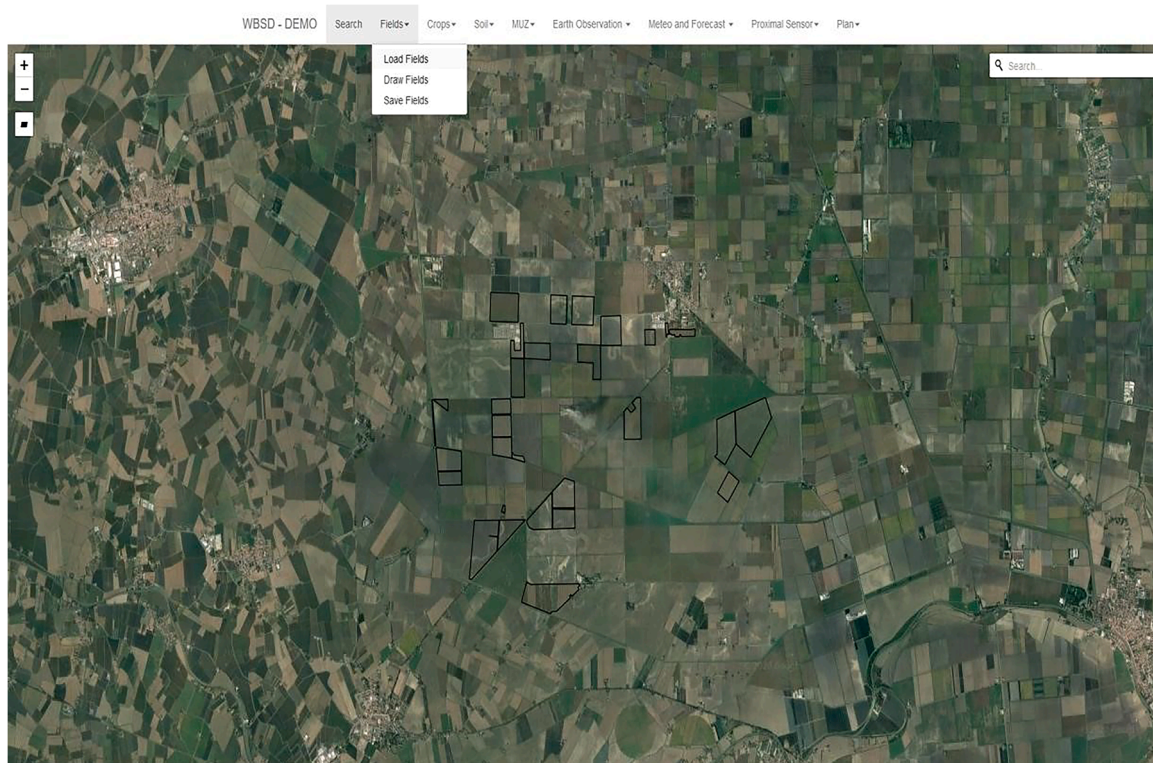 WBSD - DEMO Search Fields Crops Soil MUZ Earth Observation Meteo and Forecast Proximal Sensor Plan
Load Fields
Draw Fields
Save Fields
+
−
Search...